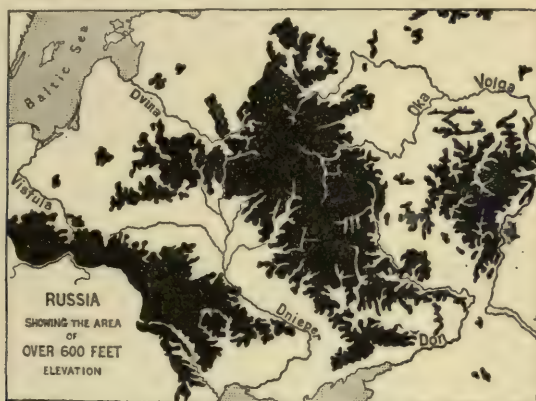 Baltic Sea
Dvina
Oka
Volga
Vistula
Dnieper
Don
RUSSIA
SHOWING THE AREA
OF
OVER 600 FEET
ELEVATION